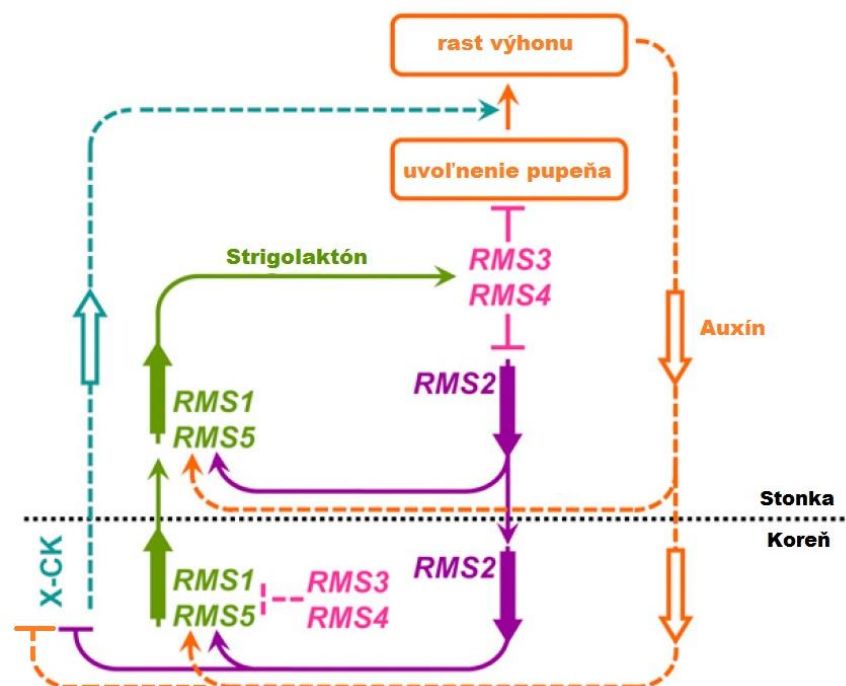 rast výhonu
uvoľnenie pupeňa
Strigolaktón
RMS3
RMS4
Auxín
RMS2
RMS1
RMS5
Stonka
Koreň
X-CK
RMS2
RMS1
RMS5
RMS3
RMS4